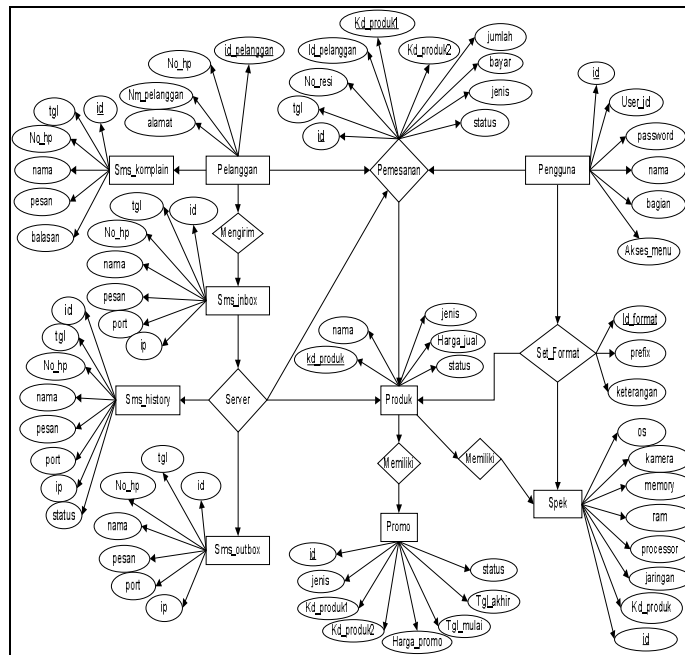 Kd_produk1
id_pelanggan
Id_pelanggan
Kd_produk2
jumlah
No_hp
bayar
id
No_resi
tgl
id
Nm_pelanggan
jenis
User_id
No_hp
alamat
tgl
status
password
id
nama
Sms_komplain
Pelanggan
Pemesanan
Pengguna
nama
pesan
tgl
id
bagian
balasan
No_hp
Mengirim
Akses_menu
nama
id
pesan
Sms_inbox
jenis
Id_format
tgl
port
nama
Harga_jual
No_hp
ip
kd_produk
status
Set_Format
prefix
nama
Sms_history
Server
Produk
keterangan
pesan
port
tgl
os
ip
No_hp
id
Memiliki
Memiliki
kamera
status
memory
nama
Spek
ram
pesan
Sms_outbox
Promo
processor
port
id
status
jaringan
ip
jenis
Tgl_akhir
Kd_produk1
Tgl_mulai
Kd_produk
Kd_produk2
Harga_promo
id